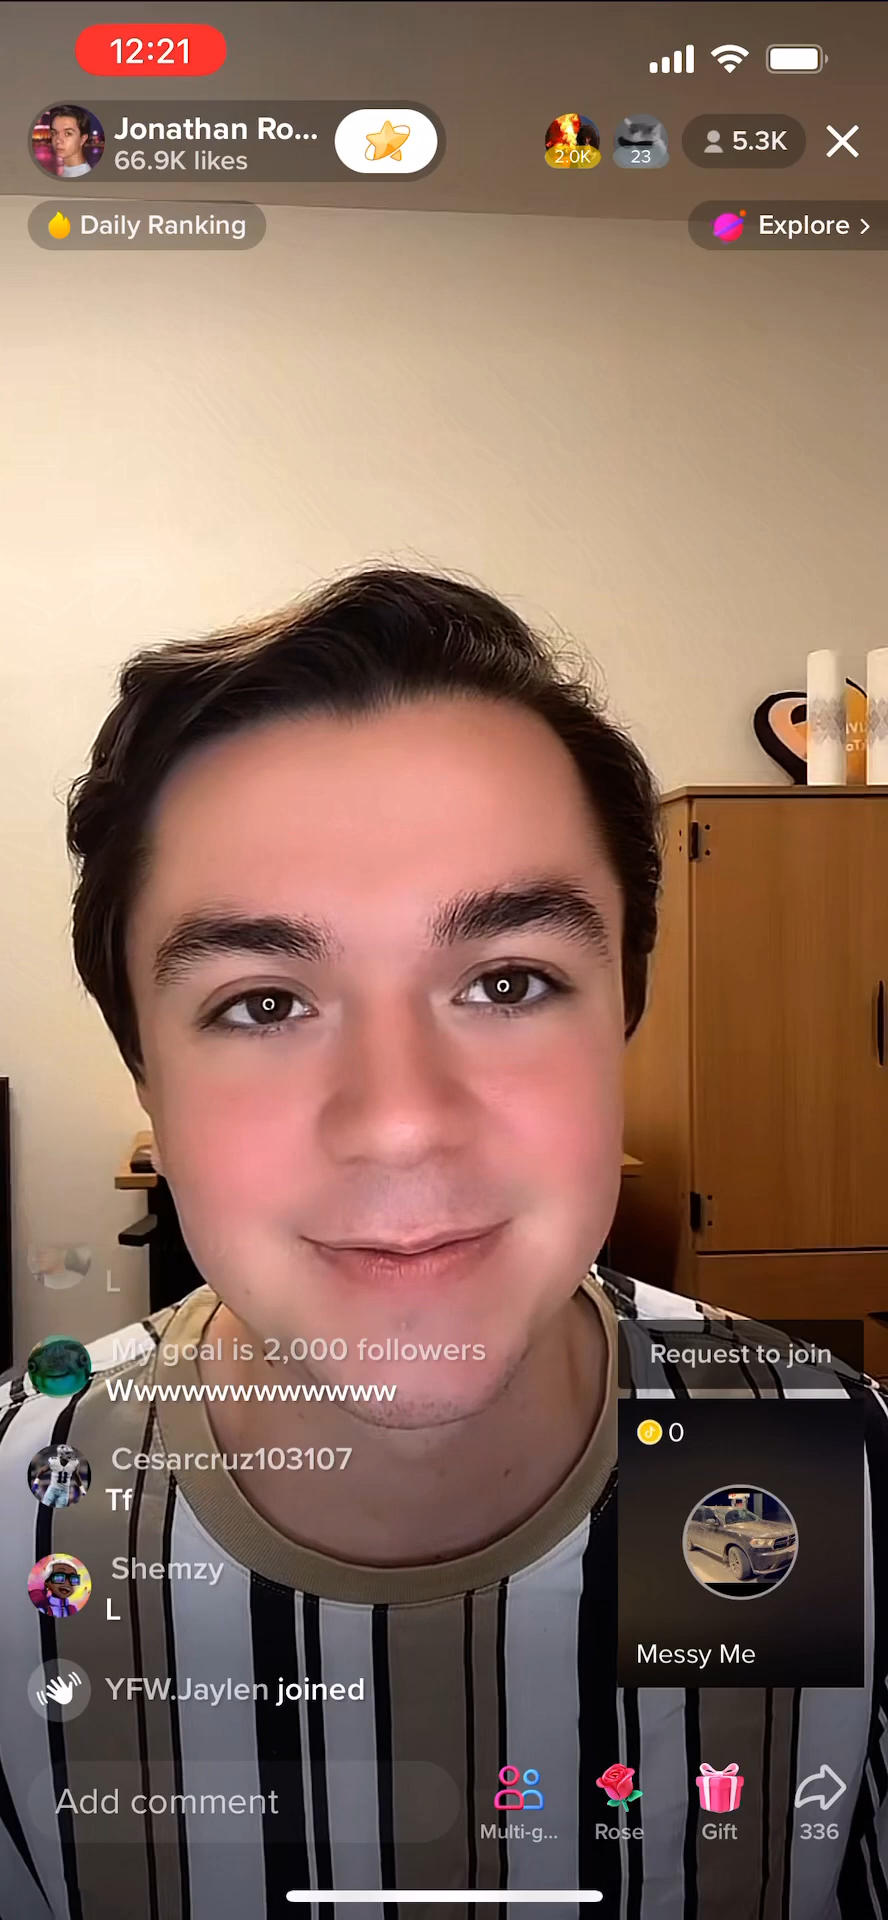 12:21
Jonathan Ro...
66.9K likes
2.0K
23
5.3K
Daily Ranking
Explore >
L
My goal is 2,000 followers
Wwwwwwwwwwww
Cesarcruz103107
Tf
Shemzy
L
YFW.Jaylen joined
Request to join
0
Messy Me
Add comment
Multi-g...
Rose
Gift
336